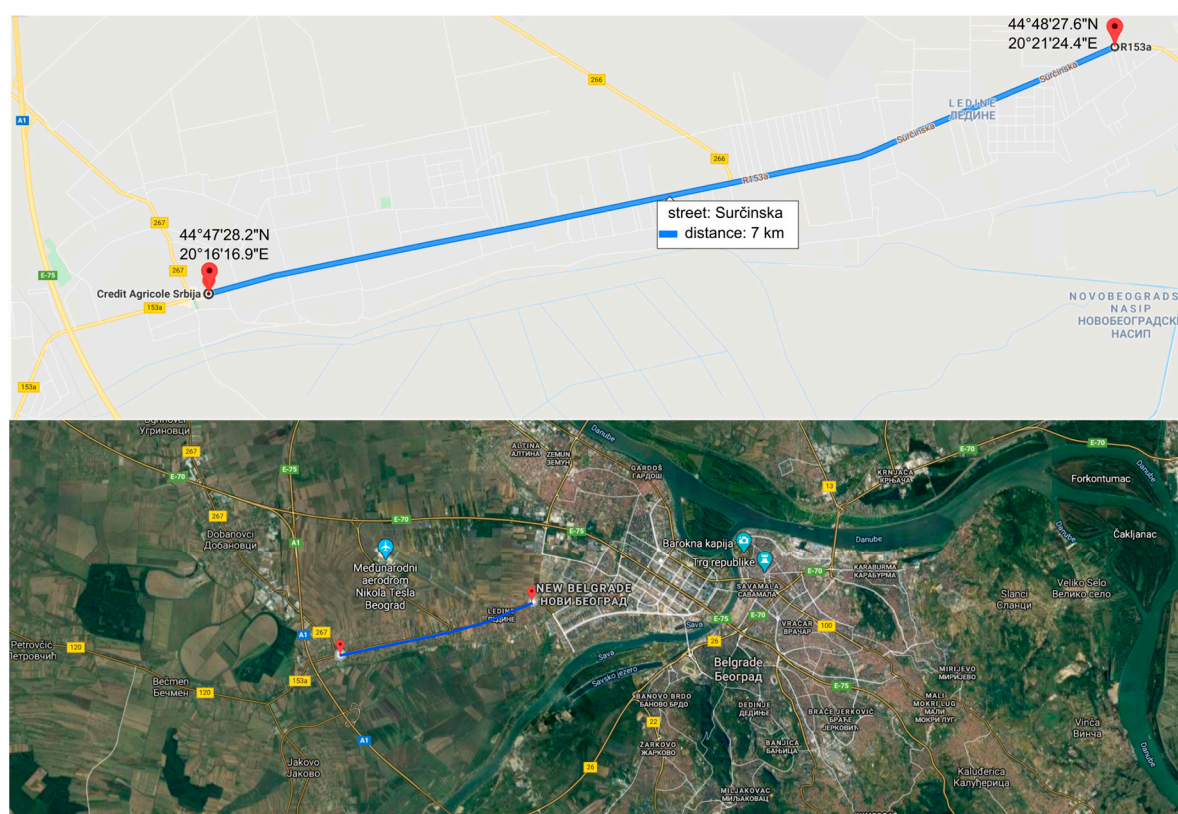 44°48'27.6"N
20°21'24.4"E
R153a
Surčinska
266
A1
LEDINE
ЛЕДИНЕ
Surčinska
266
R153a
267
street: Surčinska
distance: 7 km
44°47'28.2"N
20°16'16.9"E
267
E-75
Credit Agricole Srbija
153a
NOVOBEOGRADS
NASIP
НОВОБЕОГРАДСКИ
НАСИП
153a
Угриновци
267
E-70
E-75
ALTINA
АЛТИНА
ZEMUN
ЗЕМУН
Danube
GARDOŠ
ГАРДОШ
E-70
E-70
KRNJAČA
КРЊАЧА
Danube
Forkontumac
13
267
E-70
E-75
A1
Dobanovci
Добановци
Međunarodni
aerodrom
Nikola Tesla
Beograd
Barokna kapija
Trg republike
Danube
E-70
KARABURMA
КАРАБУРМА
Danube
Čakljanac
NEW BELGRADE
НОВИ БЕОГРАД
SAVAMALA
САВАМАЛА
Slanci
Сланци
Veliko Selo
Велико село
LEDINE
ЛЕДИНЕ
E-75
E-70
VRAČAR
ВРАЧАР
100
Sava
26
A1
267
Petrovčić
Петровчић
120
Sava
Savsko jezero
Belgrade
Београд
MIRIJEVO
МИРИЈЕВО
153a
Bečmen
Бечмен
120
E-75
BANOVO BRDO
БАНОВО БРДО
DEDINJE
ДЕДИЊЕ
BRAĆE JERKOVIĆ
БРАЋЕ
ЈЕРКОВИЋ
MALI
MOKRI LUG
МАЛИ
МОКРИ ЛУГ
22
Vinča
Винча
A1
ŽARKOVO
ЖАРКОВО
BANJICA
БАЊИЦА
Danube
Jakovo
Јаково
26
Kaluđerica
Калуђерица
MILJAKOVAC
МИЉАКОВАЦ